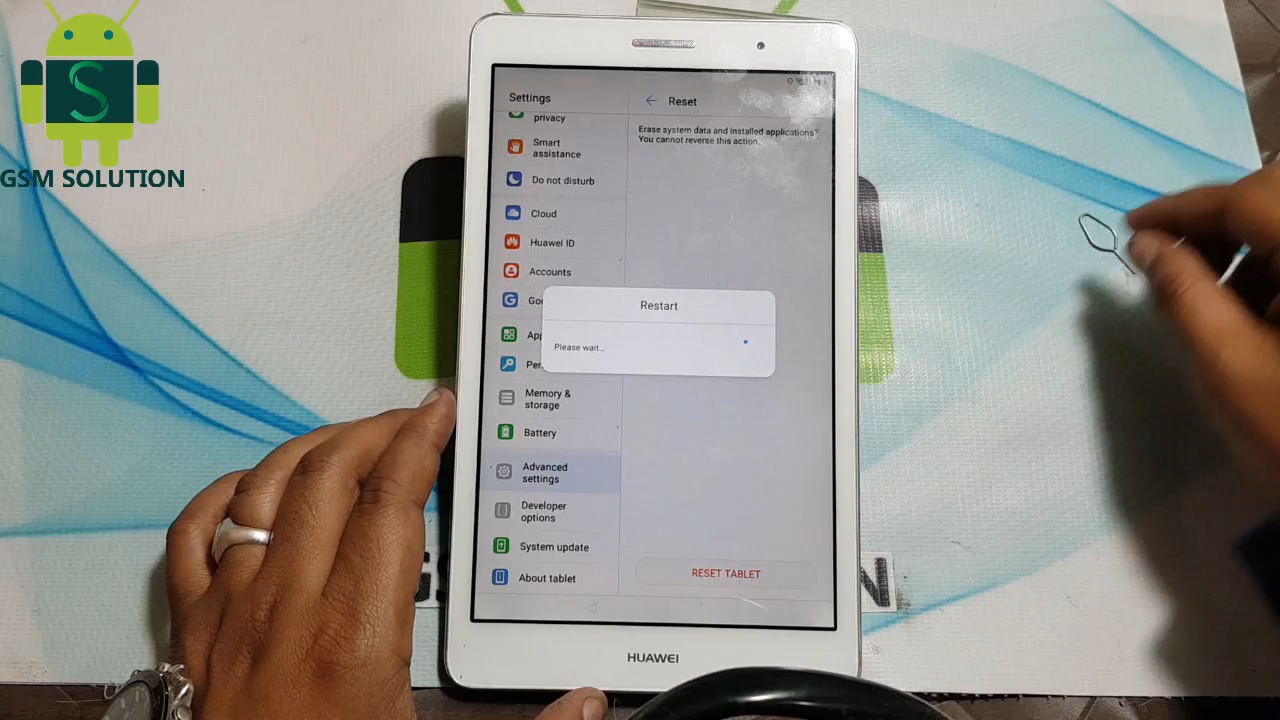 S
GSM SOLUTION
Settings
privacy
Smart
assistance
Do not disturb
Cloud
Huawei ID
Accounts
Memory &
storage
Battery
Advanced
settings
Developer
options
System update
About tablet
Reset
Erase system data and installed applications?
You cannot reverse this action.
Restart
Please wait...
RESET TABLET
HUAWEI
N